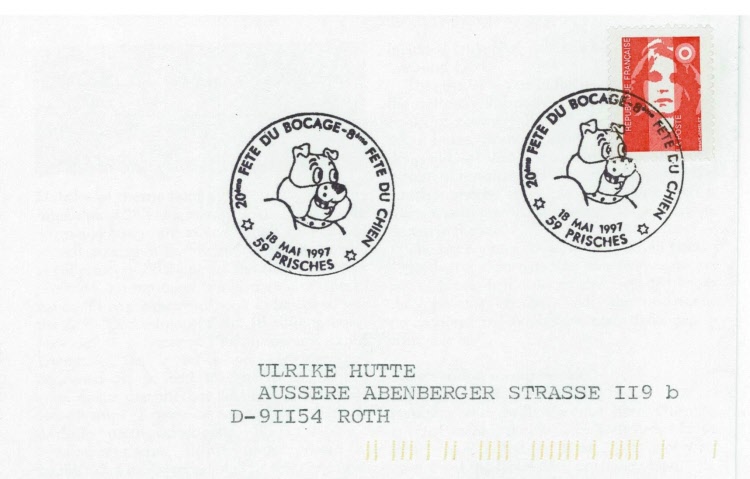 REPUBLIQUE FRANÇAISE
POSTE
20ème FETE DU BOCAGE-8ème FETE DU CHIEN
18 MAI 1997
59 PRISCHES
20ème FETE DU BOCAGE-8ème FETE DU CHIEN
18 MAI 1997
59 PRISCHES
ULRIKE HUTTE
AUSSERE ABENBERGER STRASSE II9 b
D-9II54 ROTH